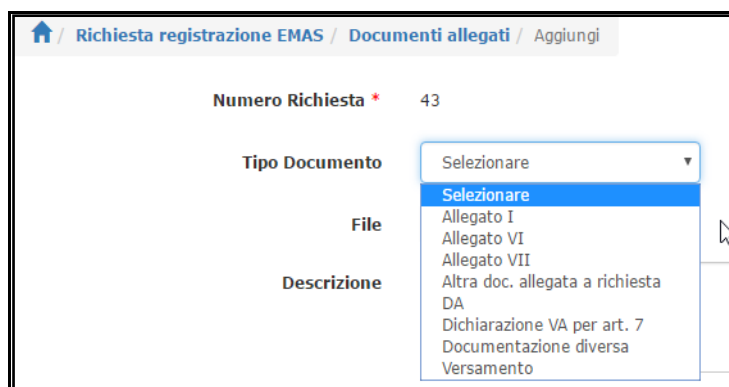 / Richiesta registrazione EMAS / Documenti allegati / Aggiungi
Numero Richiesta * 43
Tipo Documento Selezionare
Selezionare
File Allegato I
Allegato VI
Allegato VII
Descrizione Altra doc. allegata a richiesta
DA
Dichiarazione VA per art. 7
Documentazione diversa
Versamento